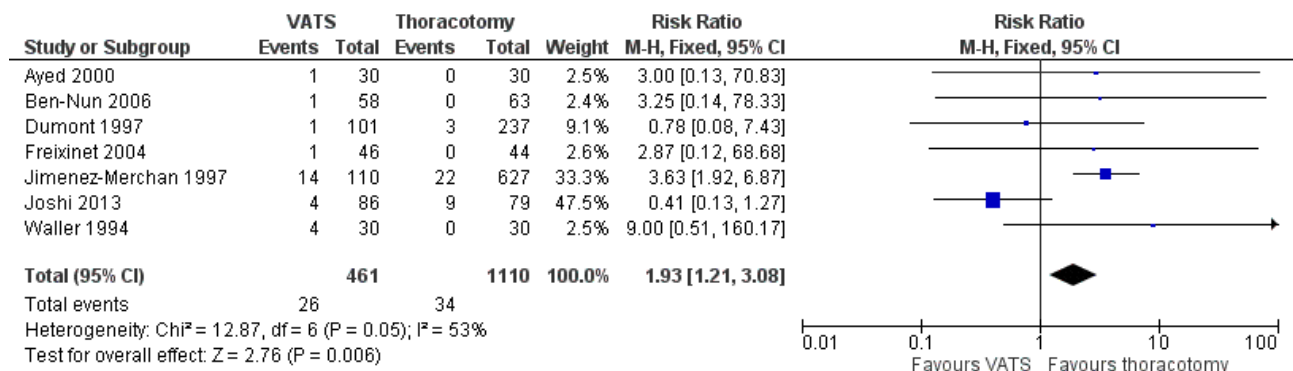 VATS Thoracotomy Risk Ratio Risk Ratio
Study or Subgroup Events Total Events Total Weight M-H, Fixed, 95% CI M-H, Fixed, 95% CI
Ayed 2000 1 30 0 30 2.5% 3.00 [0.13, 70.83]
Ben-Nun 2006 1 58 0 63 2.4% 3.25 [0.14, 78.33]
Dumont 1997 1 101 3 237 9.1% 0.78 [0.08, 7.43]
Freixinet 2004 1 46 0 44 2.6% 2.87 [0.12, 68.68]
Jimenez-Merchan 1997 14 110 22 627 33.3% 3.63 [1.92, 6.87]
Joshi 2013 4 86 9 79 47.5% 0.41 [0.13, 1.27]
Waller 1994 4 30 0 30 2.5% 9.00 [0.51, 160.17]
Total (95% CI) 461 1110 100.0% 1.93 [1.21, 3.08]
Total events 26 34
Heterogeneity: Chi² = 12.87, df = 6 (P = 0.05); I² = 53%
Test for overall effect: Z = 2.76 (P = 0.006)
0.01 0.1 1 10 100
Favours VATS Favours thoracotomy